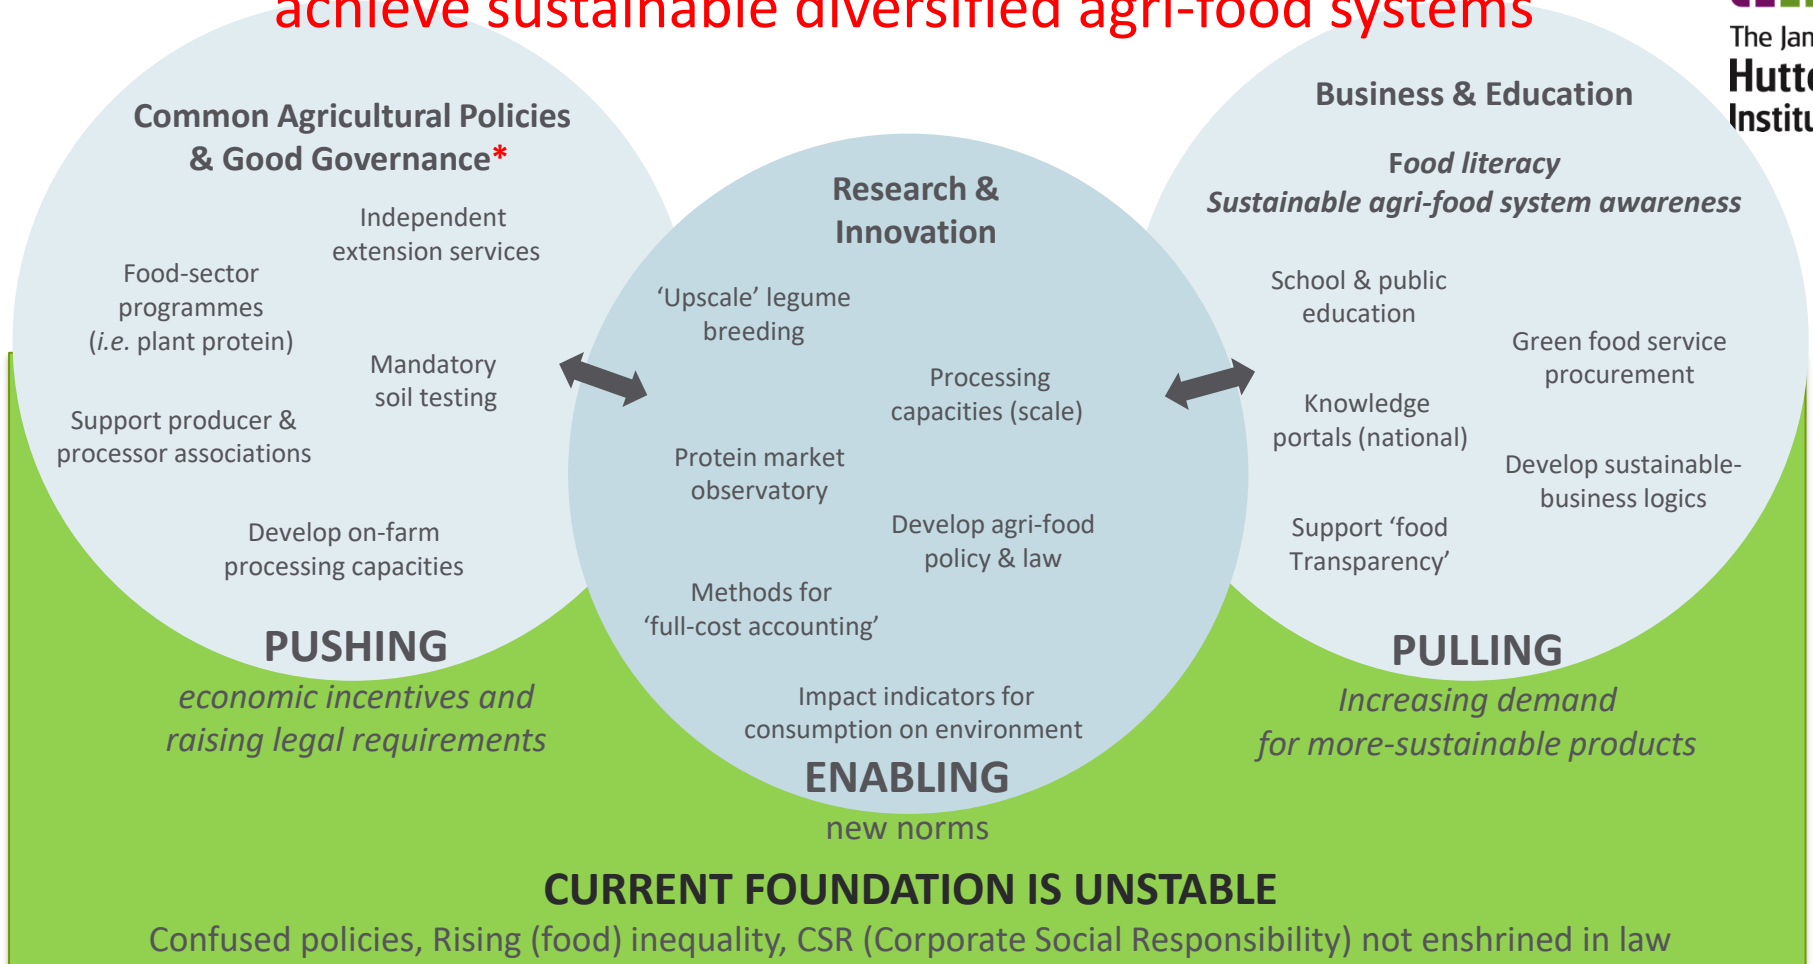 achieve sustainable diversified agri-food systems
The
Common Agricultural Policies
& Good Governance*
Independent
extension services
Food-sector
programmes
(i.e. plant protein)
Mandatory
soil testing
Support producer &
processor associations
Develop on-farm
processing capacities
PUSHING
economic incentives and
raising legal requirements
Research &
Innovation
‘Upscale’ legume
breeding
Processing
capacities (scale)
Protein market
observatory
Develop agri-food
policy & law
Methods for
‘full-cost accounting’
Impact indicators for
consumption on environment
ENABLING
new norms
Business & Education
Food literacy
Sustainable agri-food system awareness
School & public
education
Green food service
procurement
Knowledge
portals (national)
Develop sustainable-
business logics
Support ‘food
Transparency’
PULLING
Increasing demand
for more-sustainable products
CURRENT FOUNDATION IS UNSTABLE
Confused policies, Rising (food) inequality, CSR (Corporate Social Responsibility) not enshrined in law